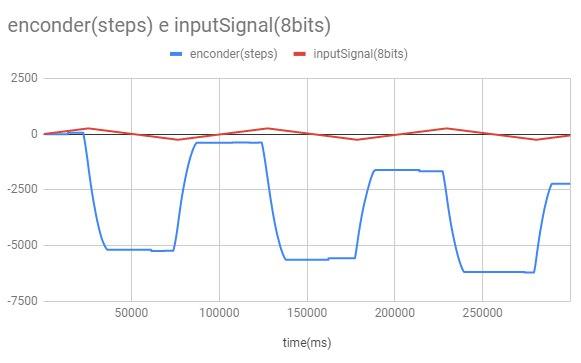 enconder(steps) e inputSignal(8bits)
enconder(steps) inputSignal(8bits)
2500
0
-2500
-5000
-7500
50000 100000 150000 200000 250000
time(ms)